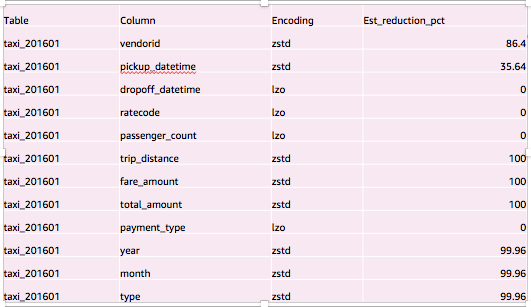 Table Column Encoding Est_reduction_pct
taxi_201601 vendorid zstd 86.4
taxi_201601 pickup_datetime zstd 35.64
taxi_201601 dropoff_datetime lzo 0
taxi_201601 ratecode lzo 0
taxi_201601 passenger_count lzo 0
taxi_201601 trip_distance zstd 100
taxi_201601 fare_amount zstd 100
taxi_201601 total_amount zstd 100
taxi_201601 payment_type lzo 0
taxi_201601 year zstd 99.96
taxi_201601 month zstd 99.96
taxi_201601 type zstd 99.96